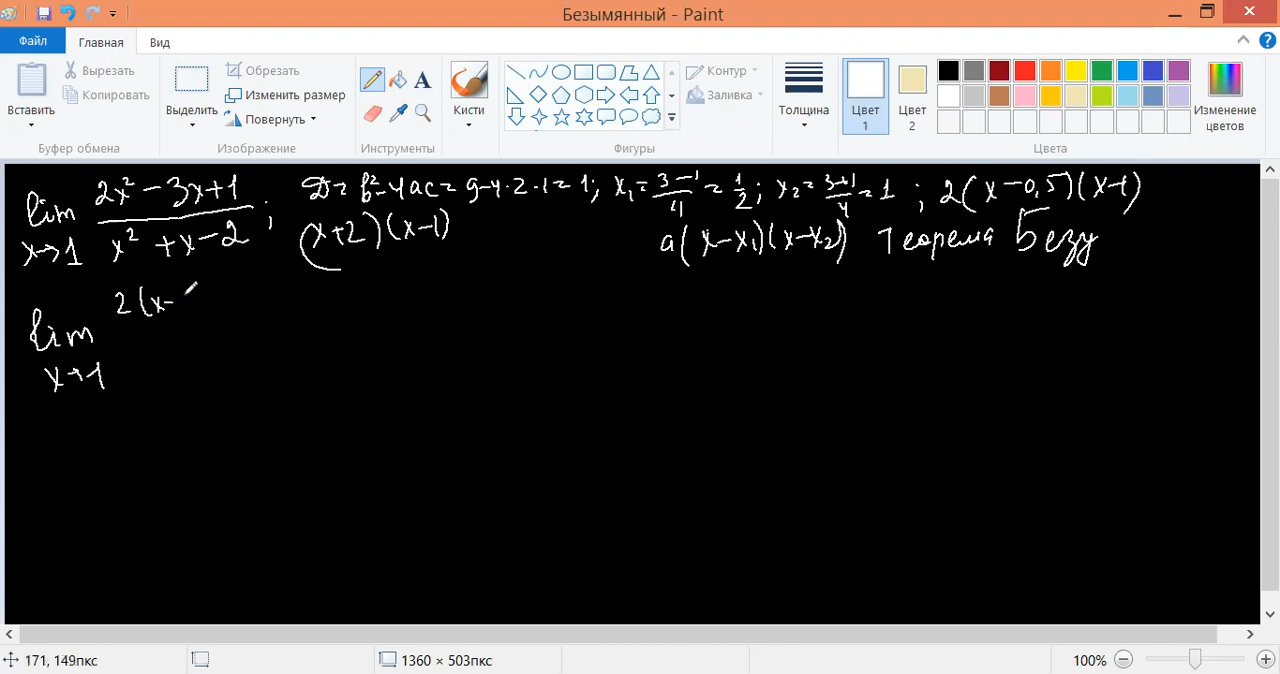 Безымянный - Paint
Файл Главная Вид
Вставить
Вырезать
Копировать
Буфер обмена
Выделить
Обрезать
Изменить размер
Повернуть
Изображение
A
Инструменты
Кисти
Контур
Заливка
Фигуры
Толщина
Цвет 1
Цвет 2
Изменение цветов
Цвета
lim x→1 (2x² − 3x + 1)/(x² + x − 2) ; D = b² − 4ac = 9 − 4·2·1 = 1; x₁ = (3 − 1)/4 = 1/2; x₂ = (3+1)/4 = 1 ; 2(x − 0,5)(x − 1)
(x+2)(x−1) a(x−x₁)(x−x₂) Теорема Безу
lim x→1 2(x−
171, 149пкс 1360 × 503пкс 100%